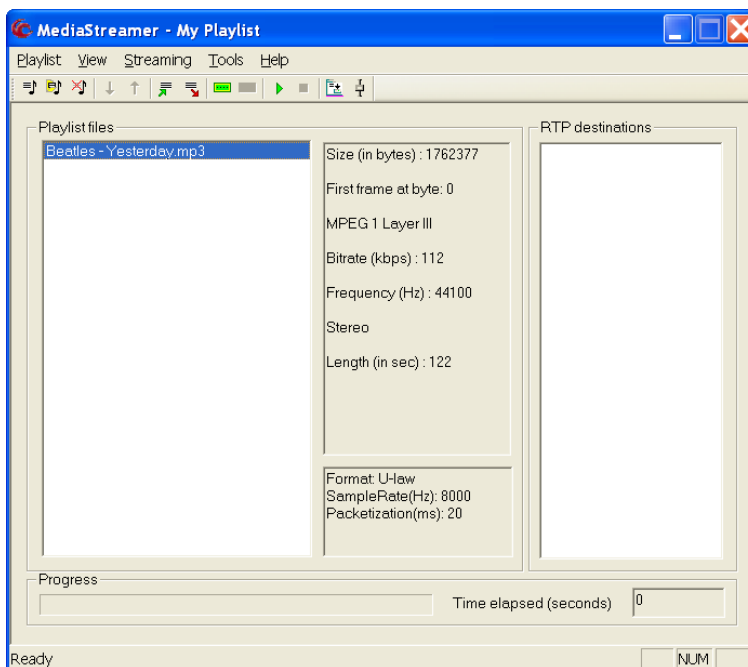 MediaStreamer - My Playlist
Playlist View Streaming Tools Help
Playlist files
Beatles - Yesterday.mp3
Size (in bytes) : 1762377
First frame at byte: 0
MPEG 1 Layer III
Bitrate (kbps) : 112
Frequency (Hz) : 44100
Stereo
Length (in sec) : 122
Format: U-law
SampleRate(Hz): 8000
Packetization(ms): 20
RTP destinations
Progress
Time elapsed (seconds) 0
Ready NUM